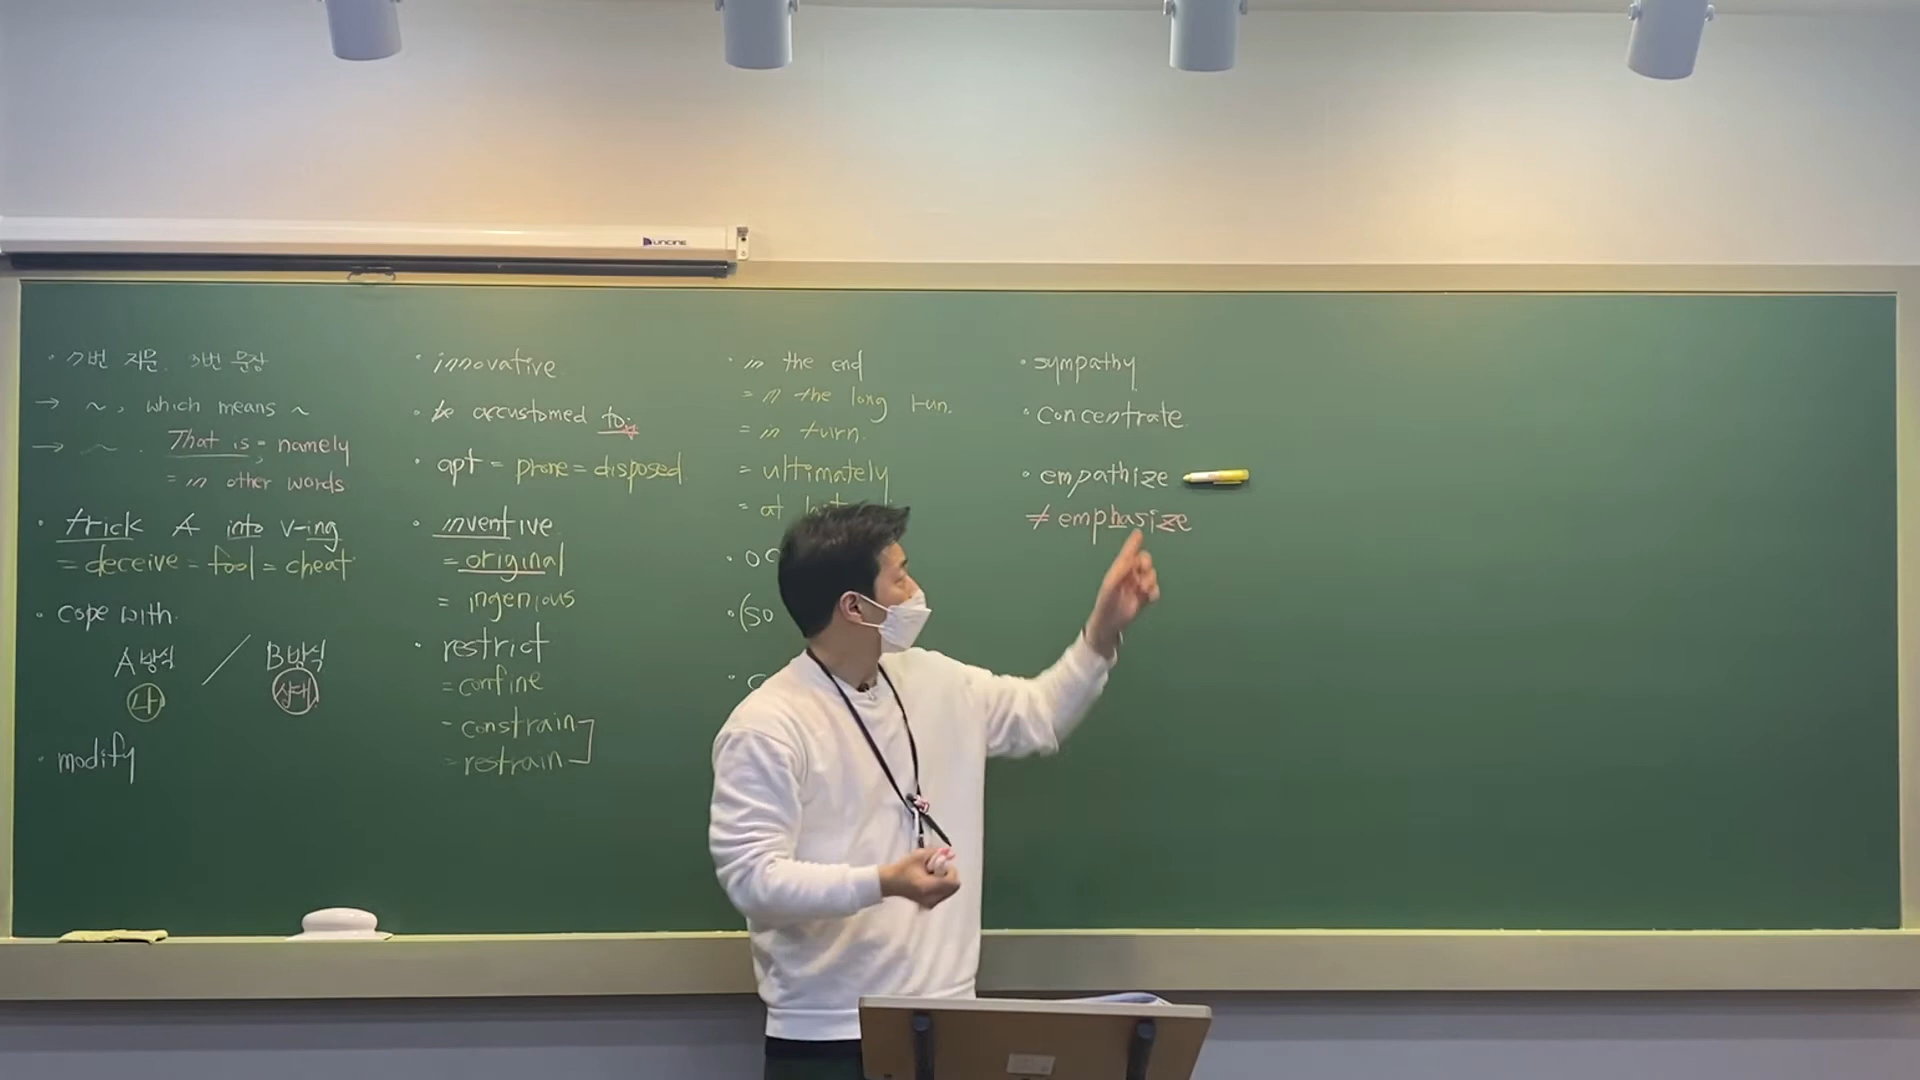 UNCINE
· 7번 지문. 3번 문장
→ ~, which means ~
→ ~. That is; namely
= in other words
· trick A into v-ing
= deceive = fool = cheat
· cope with.
A방식 / B방식
나 상대
· modify
· innovative
· be accustomed to
· apt = prone = disposed
· inventive
= original
= ingenious
· restrict
= confine
- constrain
= restrain
· in the end
= in the long run.
= in turn.
= ultimately
= at
(so
· sympathy
· concentrate
· empathize
≠ emphasize